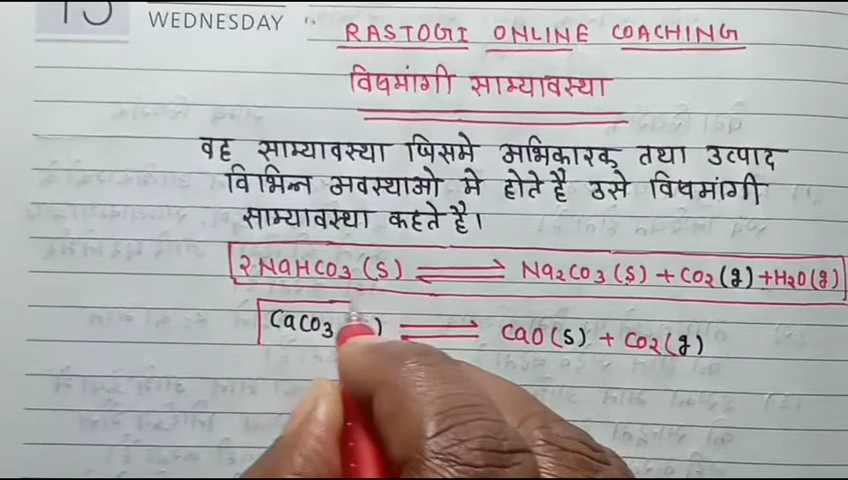 WEDNESDAY
RASTOGI ONLINE COACHING
विषमांगी साम्यावस्था
वह साम्यावस्था जिसमे अभिकारक तथा उत्पाद
विभिन्न अवस्थाओ मे होते है उसे विषमांगी
साम्यावस्था कहते है।
2NaHCO3 (S) ⇌ Na2CO3 (S) + CO2 (g) + H2O (g)
CaCO3 ) ⇌ CaO (S) + CO2 (g)